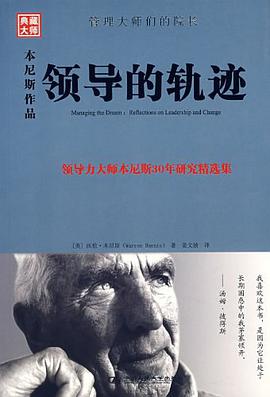 管理大师们的院长
典藏
大师
本尼斯作品
领导的轨迹
Managing the Dream : Reflections on Leadership and Change
领导力大师本尼斯30年研究精选集
[美] 沃伦·本尼斯 (Warren Bennis) 著 姜文波 译
我喜欢这本书，是因为它让处于
长期困惑中的我茅塞顿开。
——汤姆·彼得斯